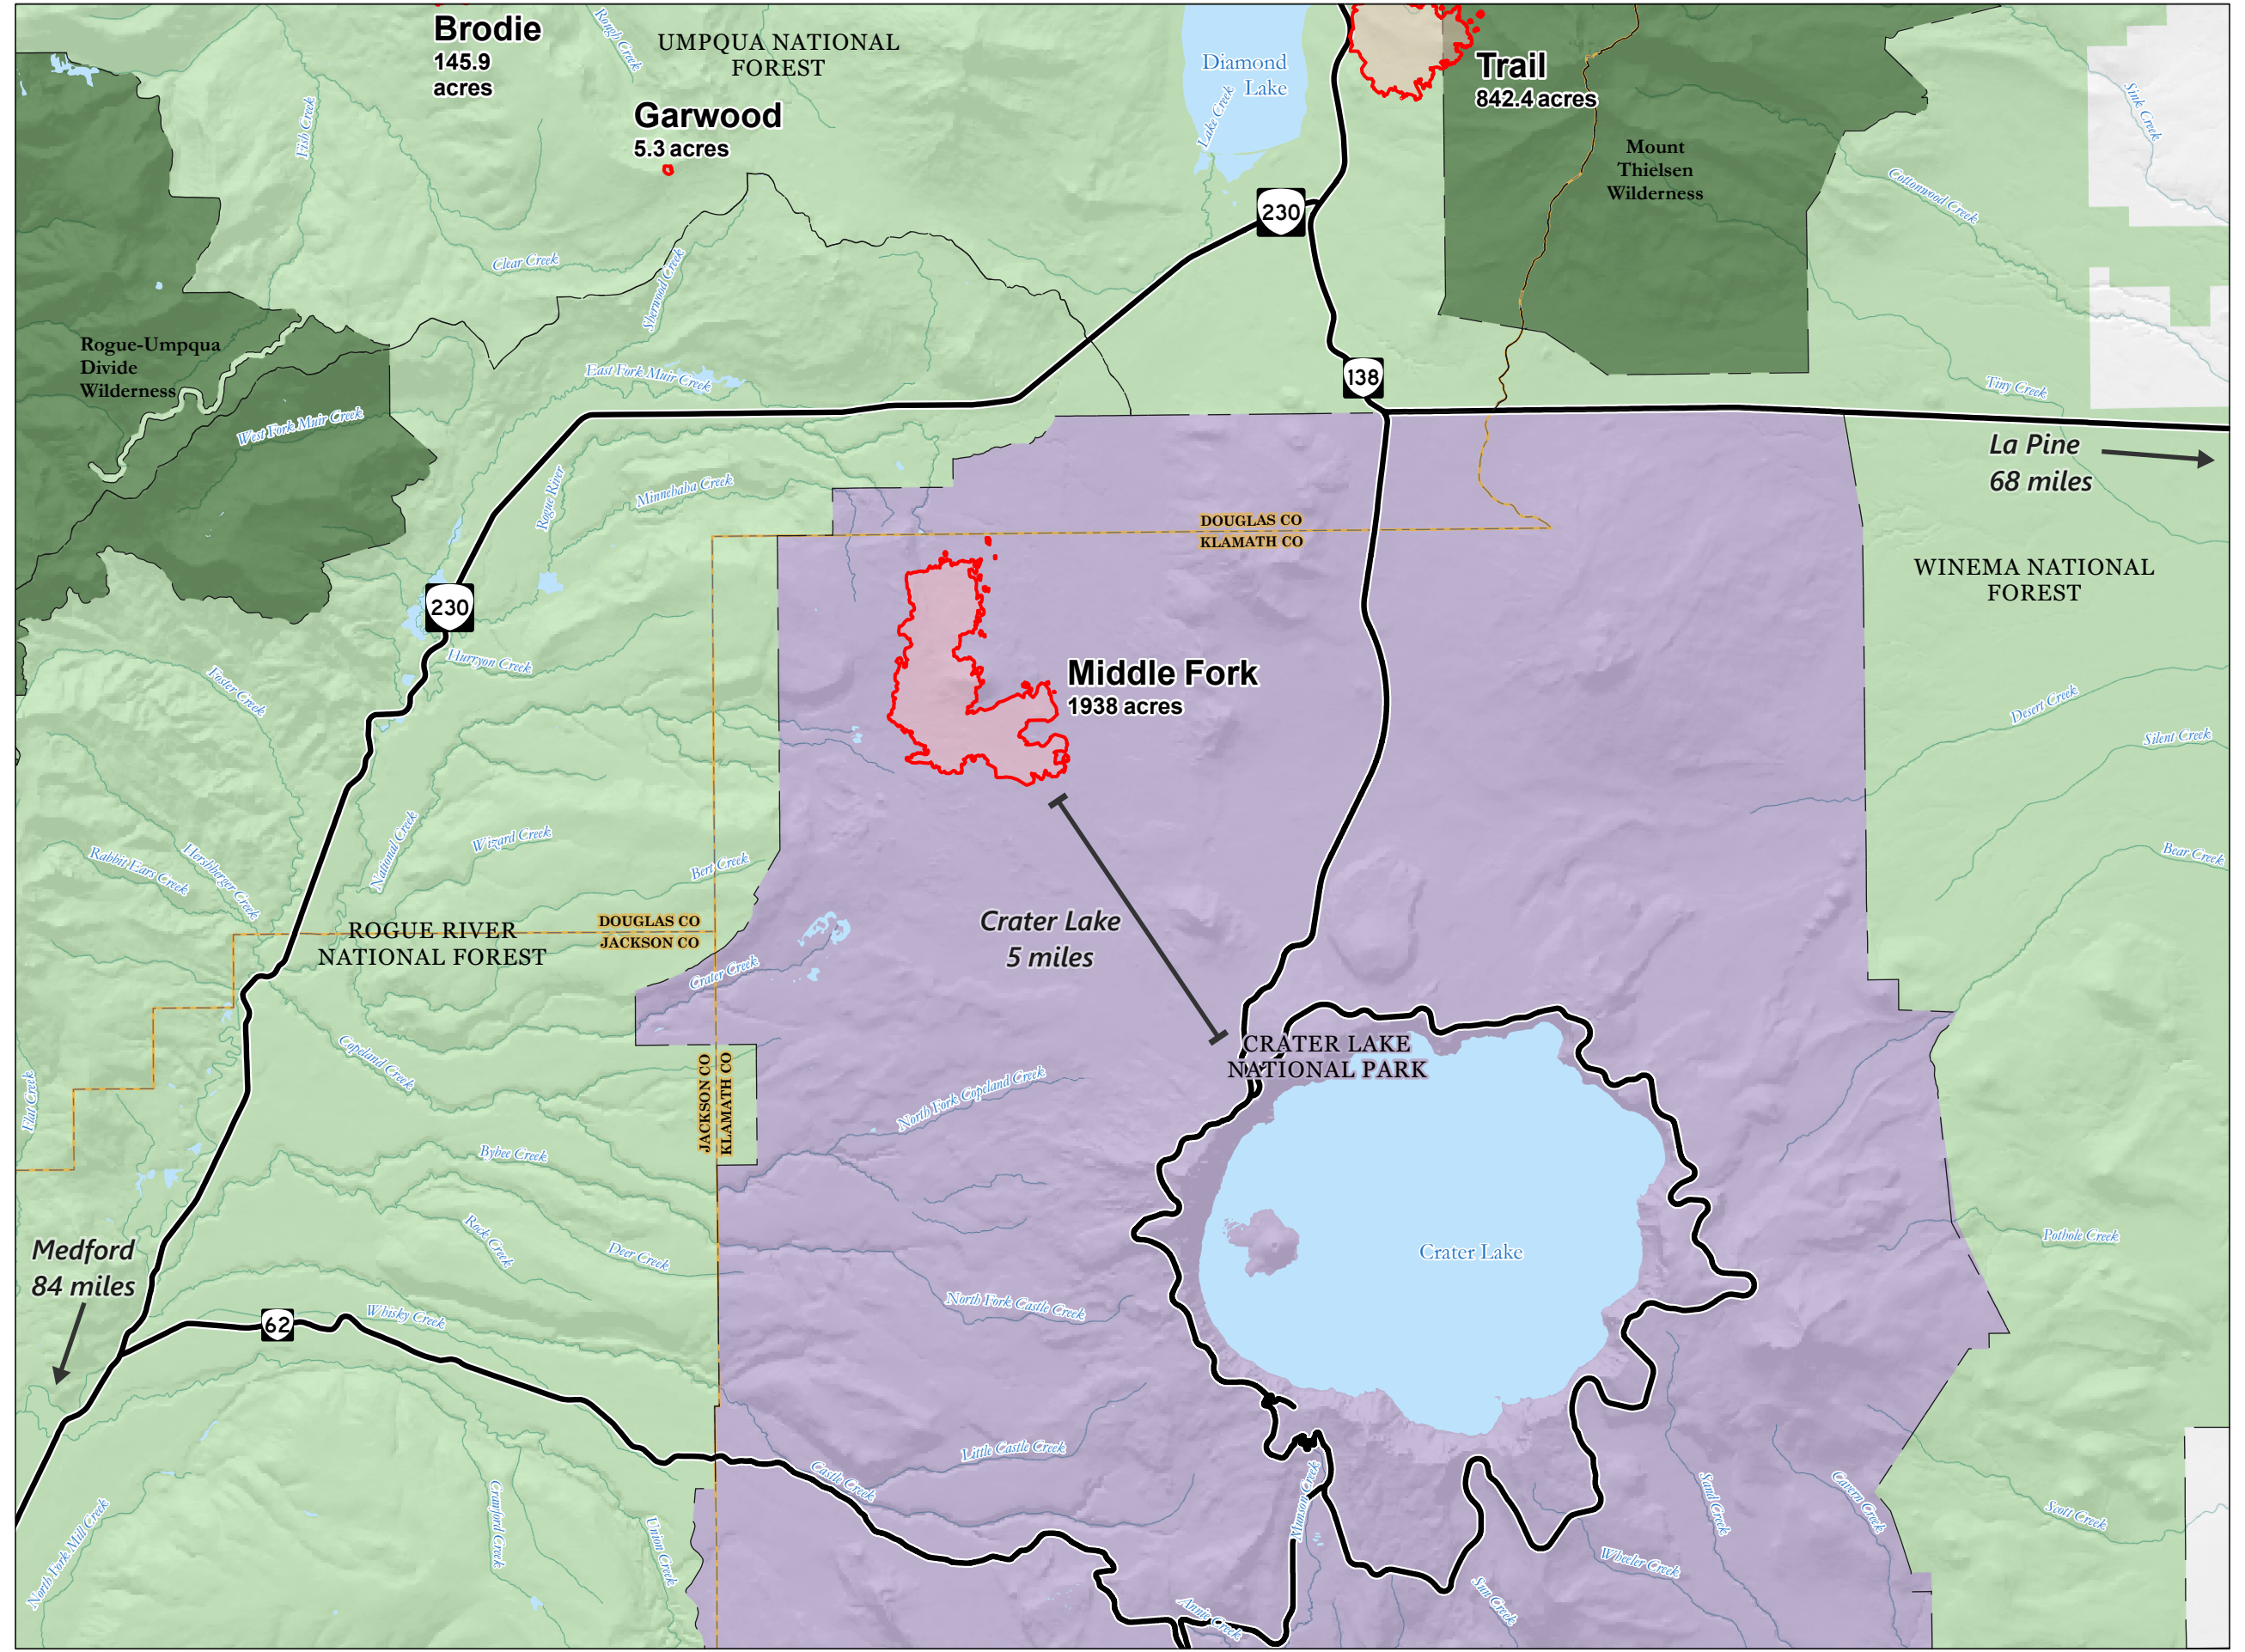 Brodie
145.9
acres
Rough Creek
UMPQUA NATIONAL
FOREST
Garwood
5.3 acres
Diamond
Lake
Lake Creek
Trail
842.4 acres
Mount
Thielsen
Wilderness
Sink Creek
Cottonwood Creek
Fish Creek
230
Clear Creek
Sherwood Creek
Rogue-Umpqua
Divide
Wilderness
East Fork Muir Creek
138
Tiny Creek
West Fork Muir Creek
La Pine
68 miles
Rogue River
Minnehaha Creek
DOUGLAS CO
KLAMATH CO
WINEMA NATIONAL
FOREST
230
Hurryon Creek
Foster Creek
Middle Fork
1938 acres
Desert Creek
Silent Creek
National Creek
Wizard Creek
Bert Creek
Rabbit Ears Creek
Hershberger Creek
Bear Creek
ROGUE RIVER
NATIONAL FOREST
DOUGLAS CO
JACKSON CO
Crater Lake
5 miles
Crater Creek
Copeland Creek
JACKSON CO
KLAMATH CO
CRATER LAKE
NATIONAL PARK
Flat Creek
North Fork Copeland Creek
Bybee Creek
Rock Creek
Deer Creek
Crater Lake
Pothole Creek
Medford
84 miles
North Fork Castle Creek
62
Whisky Creek
Little Castle Creek
Castle Creek
Munson Creek
Sand Creek
Cavern Creek
Scott Creek
North Fork Mill Creek
Crawford Creek
Union Creek
Wheeler Creek
Sun Creek
Annie Creek